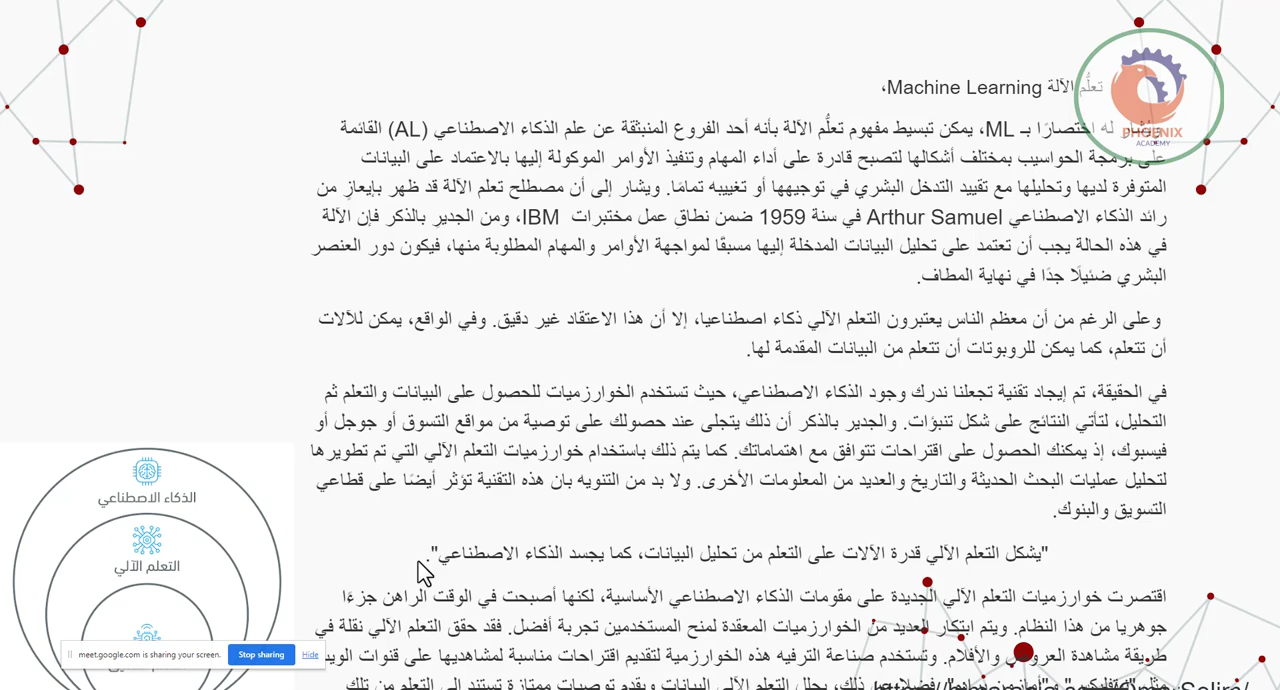 تعلُّم الآلة Machine Learning،
ويُشار له اختصارًا بـ ML، يمكن تبسيط مفهوم تعلُّم الآلة بأنه أحد الفروع المنبثقة عن علم الذكاء الاصطناعي (AL) القائمة
على برمجة الحواسيب بمختلف أشكالها لتصبح قادرة على أداء المهام وتنفيذ الأوامر الموكولة إليها بالاعتماد على البيانات
المتوفرة لديها وتحليلها مع تقييد التدخل البشري في توجيهها أو تغييبه تمامًا. ويشار إلى أن مصطلح تعلم الآلة قد ظهر بإيعازٍ من
رائد الذكاء الاصطناعي Arthur Samuel في سنة 1959 ضمن نطاق عمل مختبرات IBM، ومن الجدير بالذكر فإن الآلة
في هذه الحالة يجب أن تعتمد على تحليل البيانات المدخلة إليها مسبقًا لمواجهة الأوامر والمهام المطلوبة منها، فيكون دور العنصر
البشري ضئيلًا جدًا في نهاية المطاف.
وعلى الرغم من أن معظم الناس يعتبرون التعلم الآلي ذكاء اصطناعيا، إلا أن هذا الاعتقاد غير دقيق. وفي الواقع، يمكن للآلات
أن تتعلم، كما يمكن للروبوتات أن تتعلم من البيانات المقدمة لها.
في الحقيقة، تم إيجاد تقنية تجعلنا ندرك وجود الذكاء الاصطناعي، حيث تستخدم الخوارزميات للحصول على البيانات والتعلم ثم
التحليل، لتأتي النتائج على شكل تنبؤات. والجدير بالذكر أن ذلك يتجلى عند حصولك على توصية من مواقع التسوق أو جوجل أو
فيسبوك، إذ يمكنك الحصول على اقتراحات تتوافق مع اهتماماتك. كما يتم ذلك باستخدام خوارزميات التعلم الآلي التي تم تطويرها
لتحليل عمليات البحث الحديثة والتاريخ والعديد من المعلومات الأخرى. ولا بد من التنويه بان هذه التقنية تؤثر أيضًا على قطاعي
التسويق والبنوك.
"يشكل التعلم الآلي قدرة الآلات على التعلم من تحليل البيانات، كما يجسد الذكاء الاصطناعي".
اقتصرت خوارزميات التعلم الآلي الجديدة على مقومات الذكاء الاصطناعي الأساسية، لكنها أصبحت في الوقت الراهن جزءًا
جوهريا من هذا النظام. ويتم ابتكار العديد من الخوارزميات المعقدة لمنح المستخدمين تجربة أفضل. فقد حقق التعلم الآلي نقلة في
طريقة مشاهدة العروض والأفلام. وتستخدم صناعة الترفيه هذه الخوارزمية لتقديم اقتراحات مناسبة لمشاهديها على قنوات
ذلك، يحلل التعلم الآلي البيانات ويقدم توصيات ممتازة تستند إلى التعلم من تلك
PHOENIX
ACADEMY
الذكاء الاصطناعي
التعلم الآلي
meet.google.com is sharing your screen.
Stop sharing
Hide